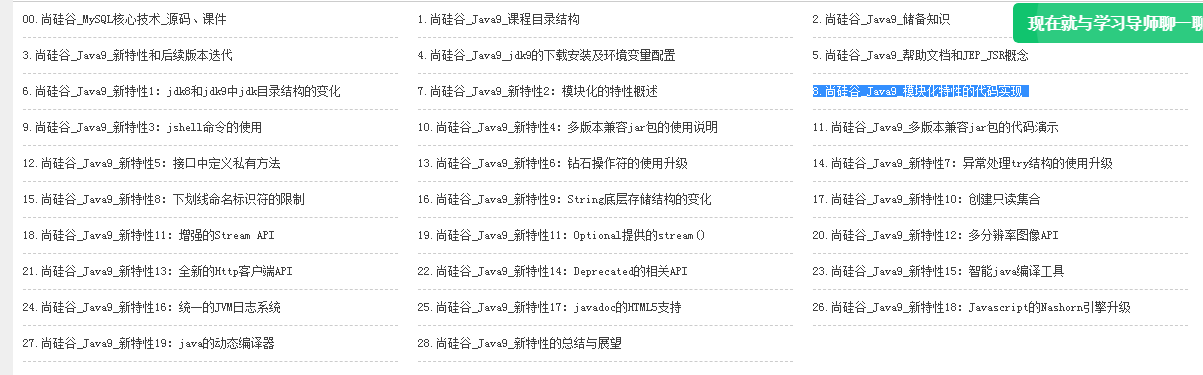 00.尚硅谷_MySQL核心技术_源码、课件
1.尚硅谷_Java9_课程目录结构
2.尚硅谷_Java9_储备知识
现在就与学习导师聊一聊
3.尚硅谷_Java9_新特性和后续版本迭代
4.尚硅谷_Java9_jdk9的下载安装及环境变量配置
5.尚硅谷_Java9_帮助文档和JEP_JSR概念
6.尚硅谷_Java9_新特性1：jdk8和jdk9中jdk目录结构的变化
7.尚硅谷_Java9_新特性2：模块化的特性概述
8.尚硅谷_Java9_模块化特性的代码实现
9.尚硅谷_Java9_新特性3：jshell命令的使用
10.尚硅谷_Java9_新特性4：多版本兼容jar包的使用说明
11.尚硅谷_Java9_多版本兼容jar包的代码演示
12.尚硅谷_Java9_新特性5：接口中定义私有方法
13.尚硅谷_Java9_新特性6：钻石操作符的使用升级
14.尚硅谷_Java9_新特性7：异常处理try结构的使用升级
15.尚硅谷_Java9_新特性8：下划线命名标识符的限制
16.尚硅谷_Java9_新特性9：String底层存储结构的变化
17.尚硅谷_Java9_新特性10：创建只读集合
18.尚硅谷_Java9_新特性11：增强的Stream API
19.尚硅谷_Java9_新特性11：Optional提供的stream()
20.尚硅谷_Java9_新特性12：多分辨率图像API
21.尚硅谷_Java9_新特性13：全新的Http客户端API
22.尚硅谷_Java9_新特性14：Deprecated的相关API
23.尚硅谷_Java9_新特性15：智能java编译工具
24.尚硅谷_Java9_新特性16：统一的JVM日志系统
25.尚硅谷_Java9_新特性17：javadoc的HTML5支持
26.尚硅谷_Java9_新特性18：Javascript的Nashorn引擎升级
27.尚硅谷_Java9_新特性19：java的动态编译器
28.尚硅谷_Java9_新特性的总结与展望